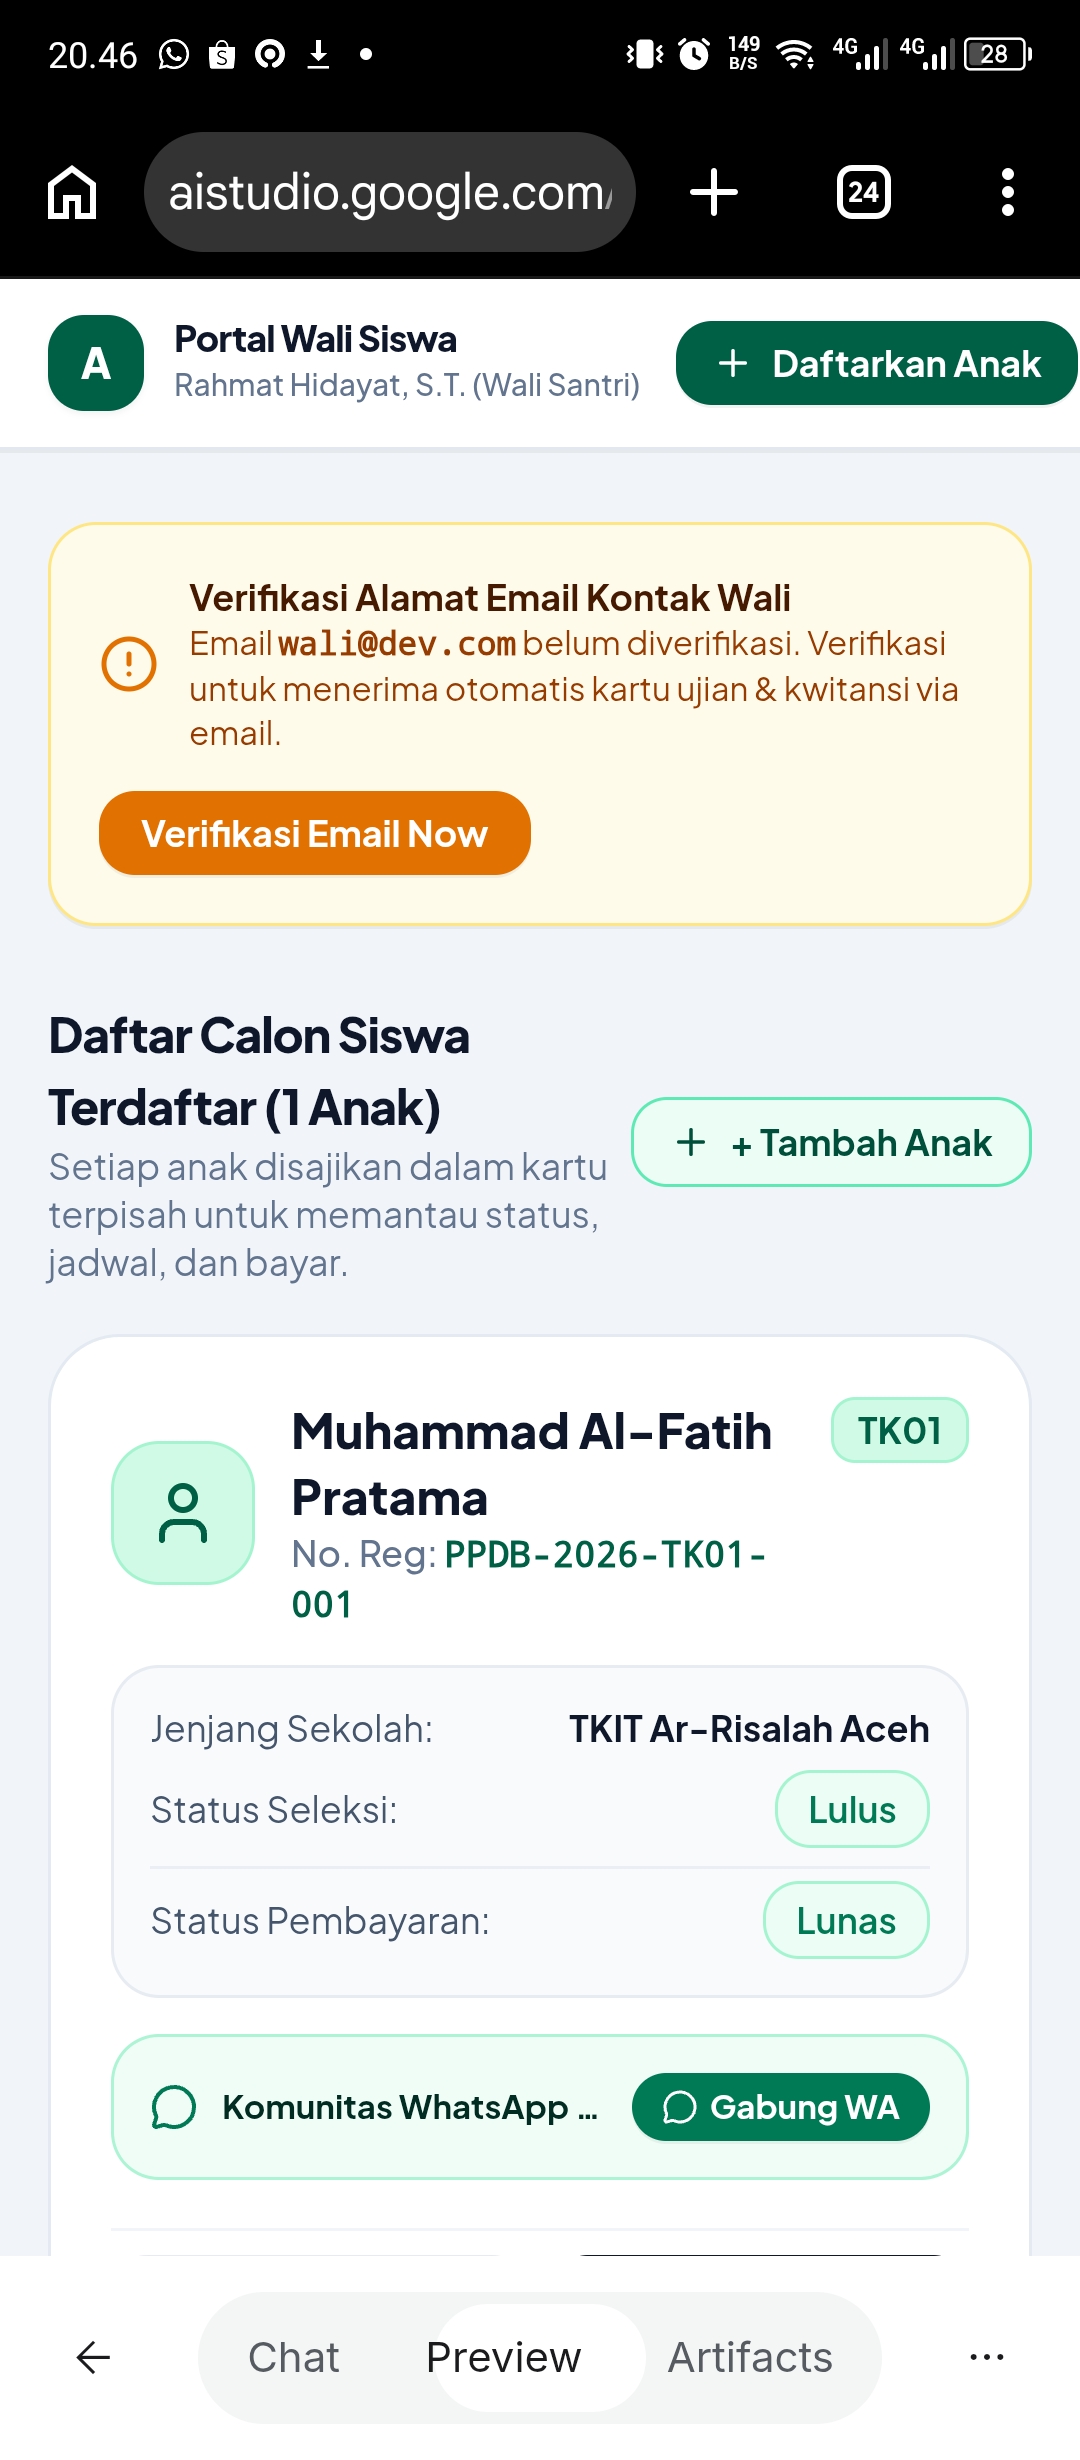 20.46
149 B/S
4G
4G
28
aistudio.google.com/
24
A
Portal Wali Siswa
Rahmat Hidayat, S.T. (Wali Santri)
Daftarkan Anak
Verifikasi Alamat Email Kontak Wali
Email wali@dev.com belum diverifikasi. Verifikasi
untuk menerima otomatis kartu ujian & kwitansi via
email.
Verifikasi Email Now
Daftar Calon Siswa
Terdaftar (1 Anak)
Setiap anak disajikan dalam kartu
terpisah untuk memantau status,
jadwal, dan bayar.
+ Tambah Anak
Muhammad Al-Fatih
Pratama
TK01
No. Reg: PPDB-2026-TK01-
001
Jenjang Sekolah: TKIT Ar-Risalah Aceh
Status Seleksi: Lulus
Status Pembayaran: Lunas
Komunitas WhatsApp ...
Gabung WA
Chat
Preview
Artifacts